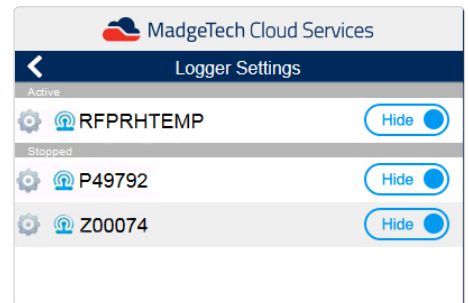 MadgeTech Cloud Services
Logger Settings
Active
RFPRHTEMP Hide
Stopped
P49792 Hide
Z00074 Hide